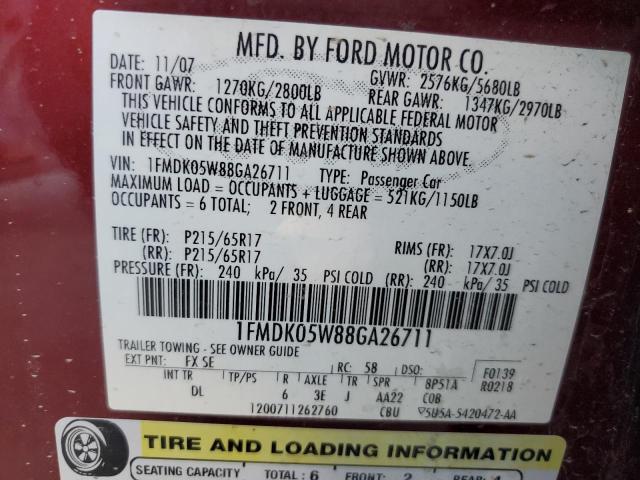 MFD. BY FORD MOTOR CO.
DATE: 11/07 GVWR: 2576KG/5680LB
FRONT GAWR: 1270KG/2800LB REAR GAWR: 1347KG/2970LB
THIS VEHICLE CONFORMS TO ALL APPLICABLE FEDERAL MOTOR
VEHICLE SAFETY AND THEFT PREVENTION STANDARDS
IN EFFECT ON THE DATE OF MANUFACTURE SHOWN ABOVE.
VIN: 1FMDK05W88GA26711 TYPE: Passenger Car
MAXIMUM LOAD = OCCUPANTS + LUGGAGE = 521KG/1150LB
OCCUPANTS = 6 TOTAL; 2 FRONT, 4 REAR
TIRE (FR): P215/65R17 RIMS (FR): 17X7.0J
(RR): P215/65R17 (RR): 17X7.0J
PRESSURE (FR): 240 kPa/ 35 PSI COLD (RR): 240 kPa/ 35 PSI COLD
1FMDK05W88GA26711
TRAILER TOWING - SEE OWNER GUIDE
EXT PNT: FX SE RC: 58 DSO: F0139
INT TR TP/PS R AXLE TR SPR BP51A R0218
DL 6 3E J AA22 COB
1200711262760 CBU ▽5U5A-5420472-AA
TIRE AND LOADING INFORMATION
SEATING CAPACITY TOTAL: 6 FRONT: 2 REAR: 4